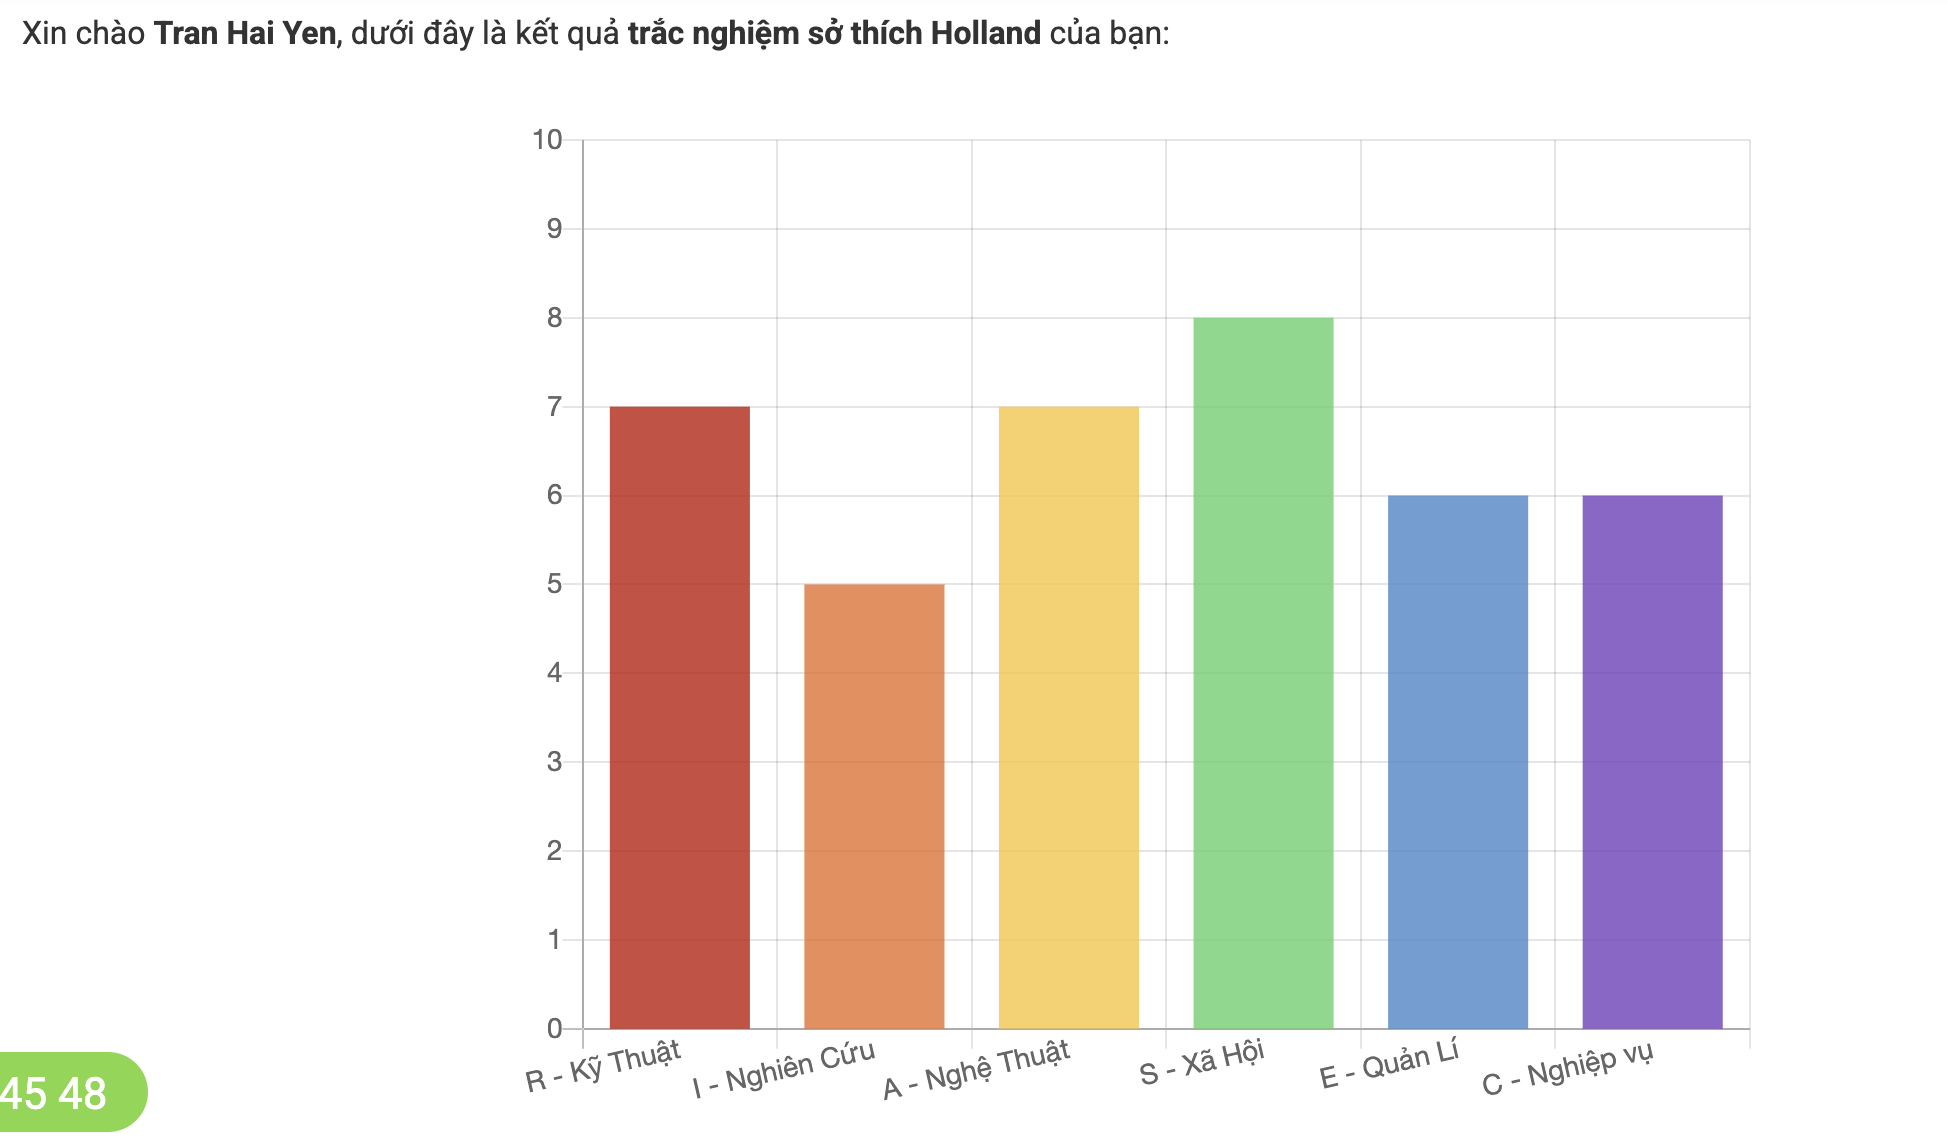 Xin chào Tran Hai Yen, dưới đây là kết quả trắc nghiệm sở thích Holland của bạn:
10
9
8
7
6
5
4
3
2
1
0
R - Kỹ Thuật
I - Nghiên Cứu
A - Nghệ Thuật
S - Xã Hội
E - Quản Lí
C - Nghiệp vụ
45 48